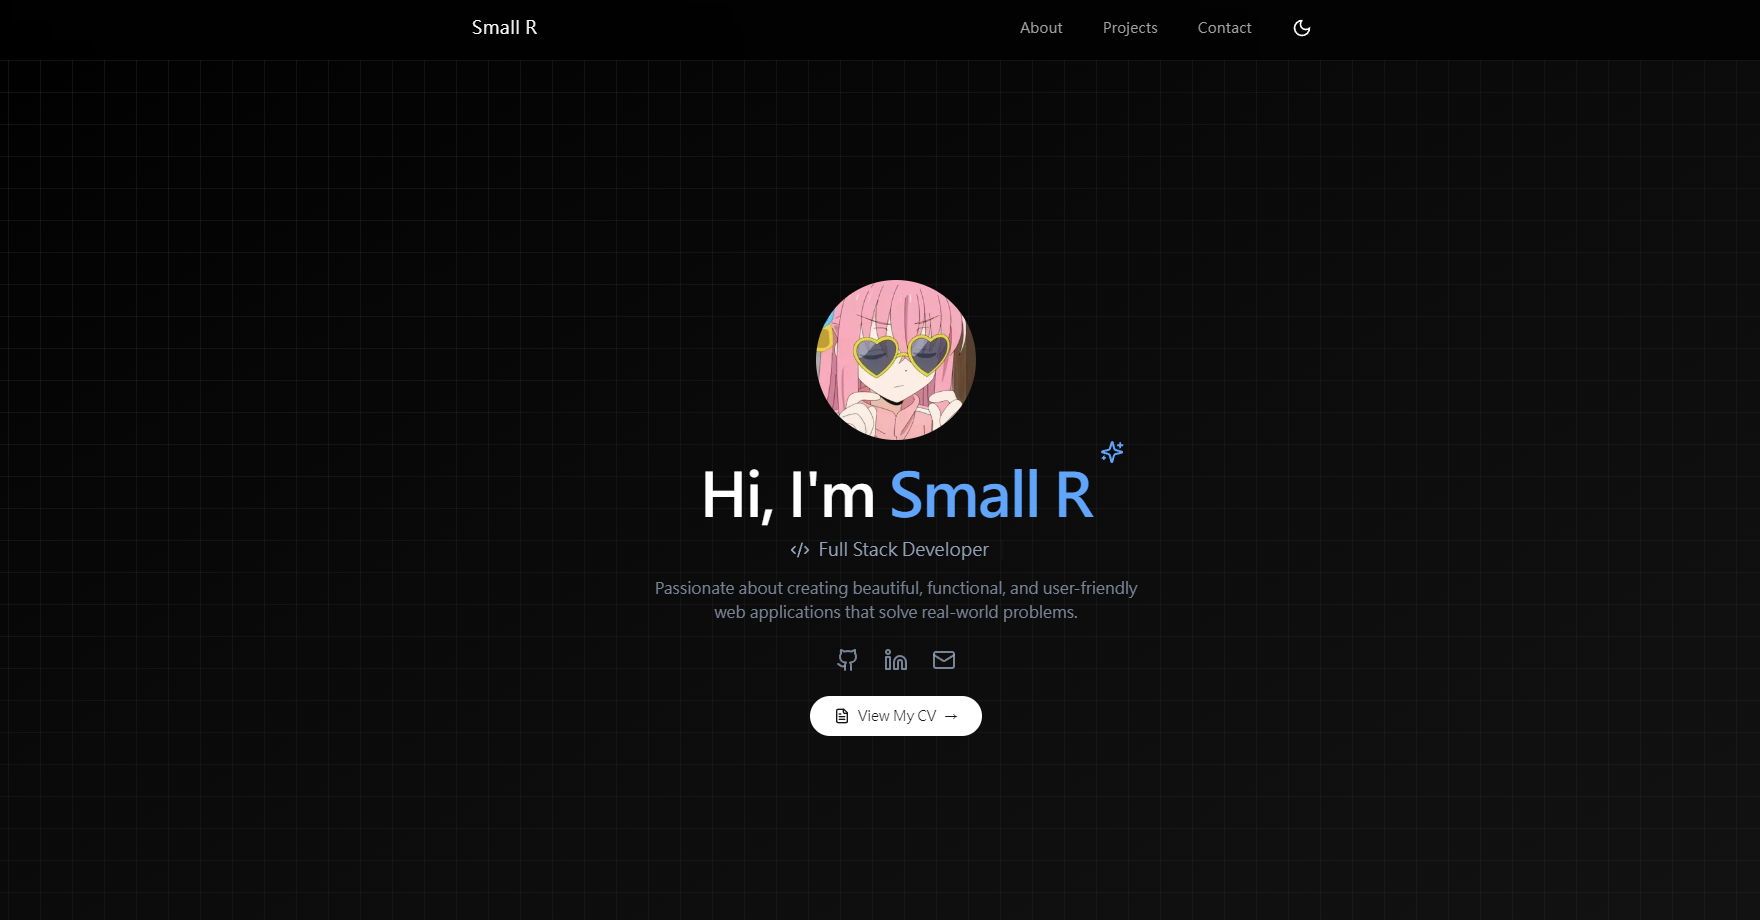 Small R
About
Projects
Contact
Hi, I'm Small R
Full Stack Developer
Passionate about creating beautiful, functional, and user-friendly
web applications that solve real-world problems.
View My CV →